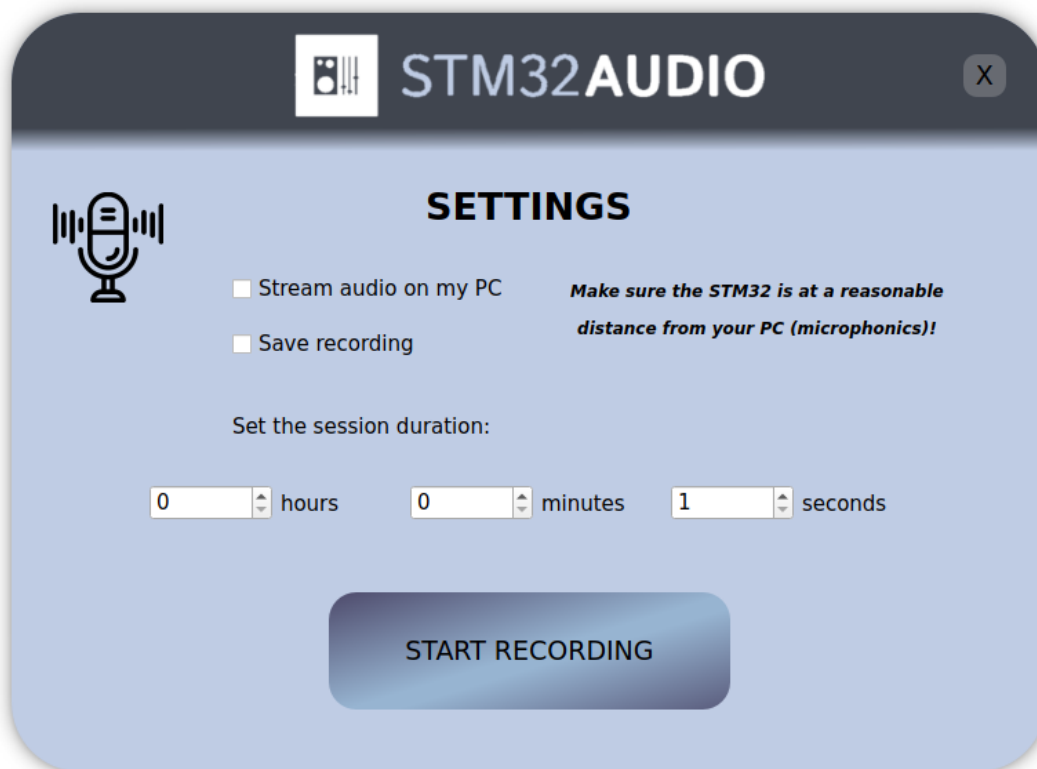 STM32AUDIO
X
SETTINGS
Stream audio on my PC
Make sure the STM32 is at a reasonable
distance from your PC (microphonics)!
Save recording
Set the session duration:
0 hours 0 minutes 1 seconds
START RECORDING